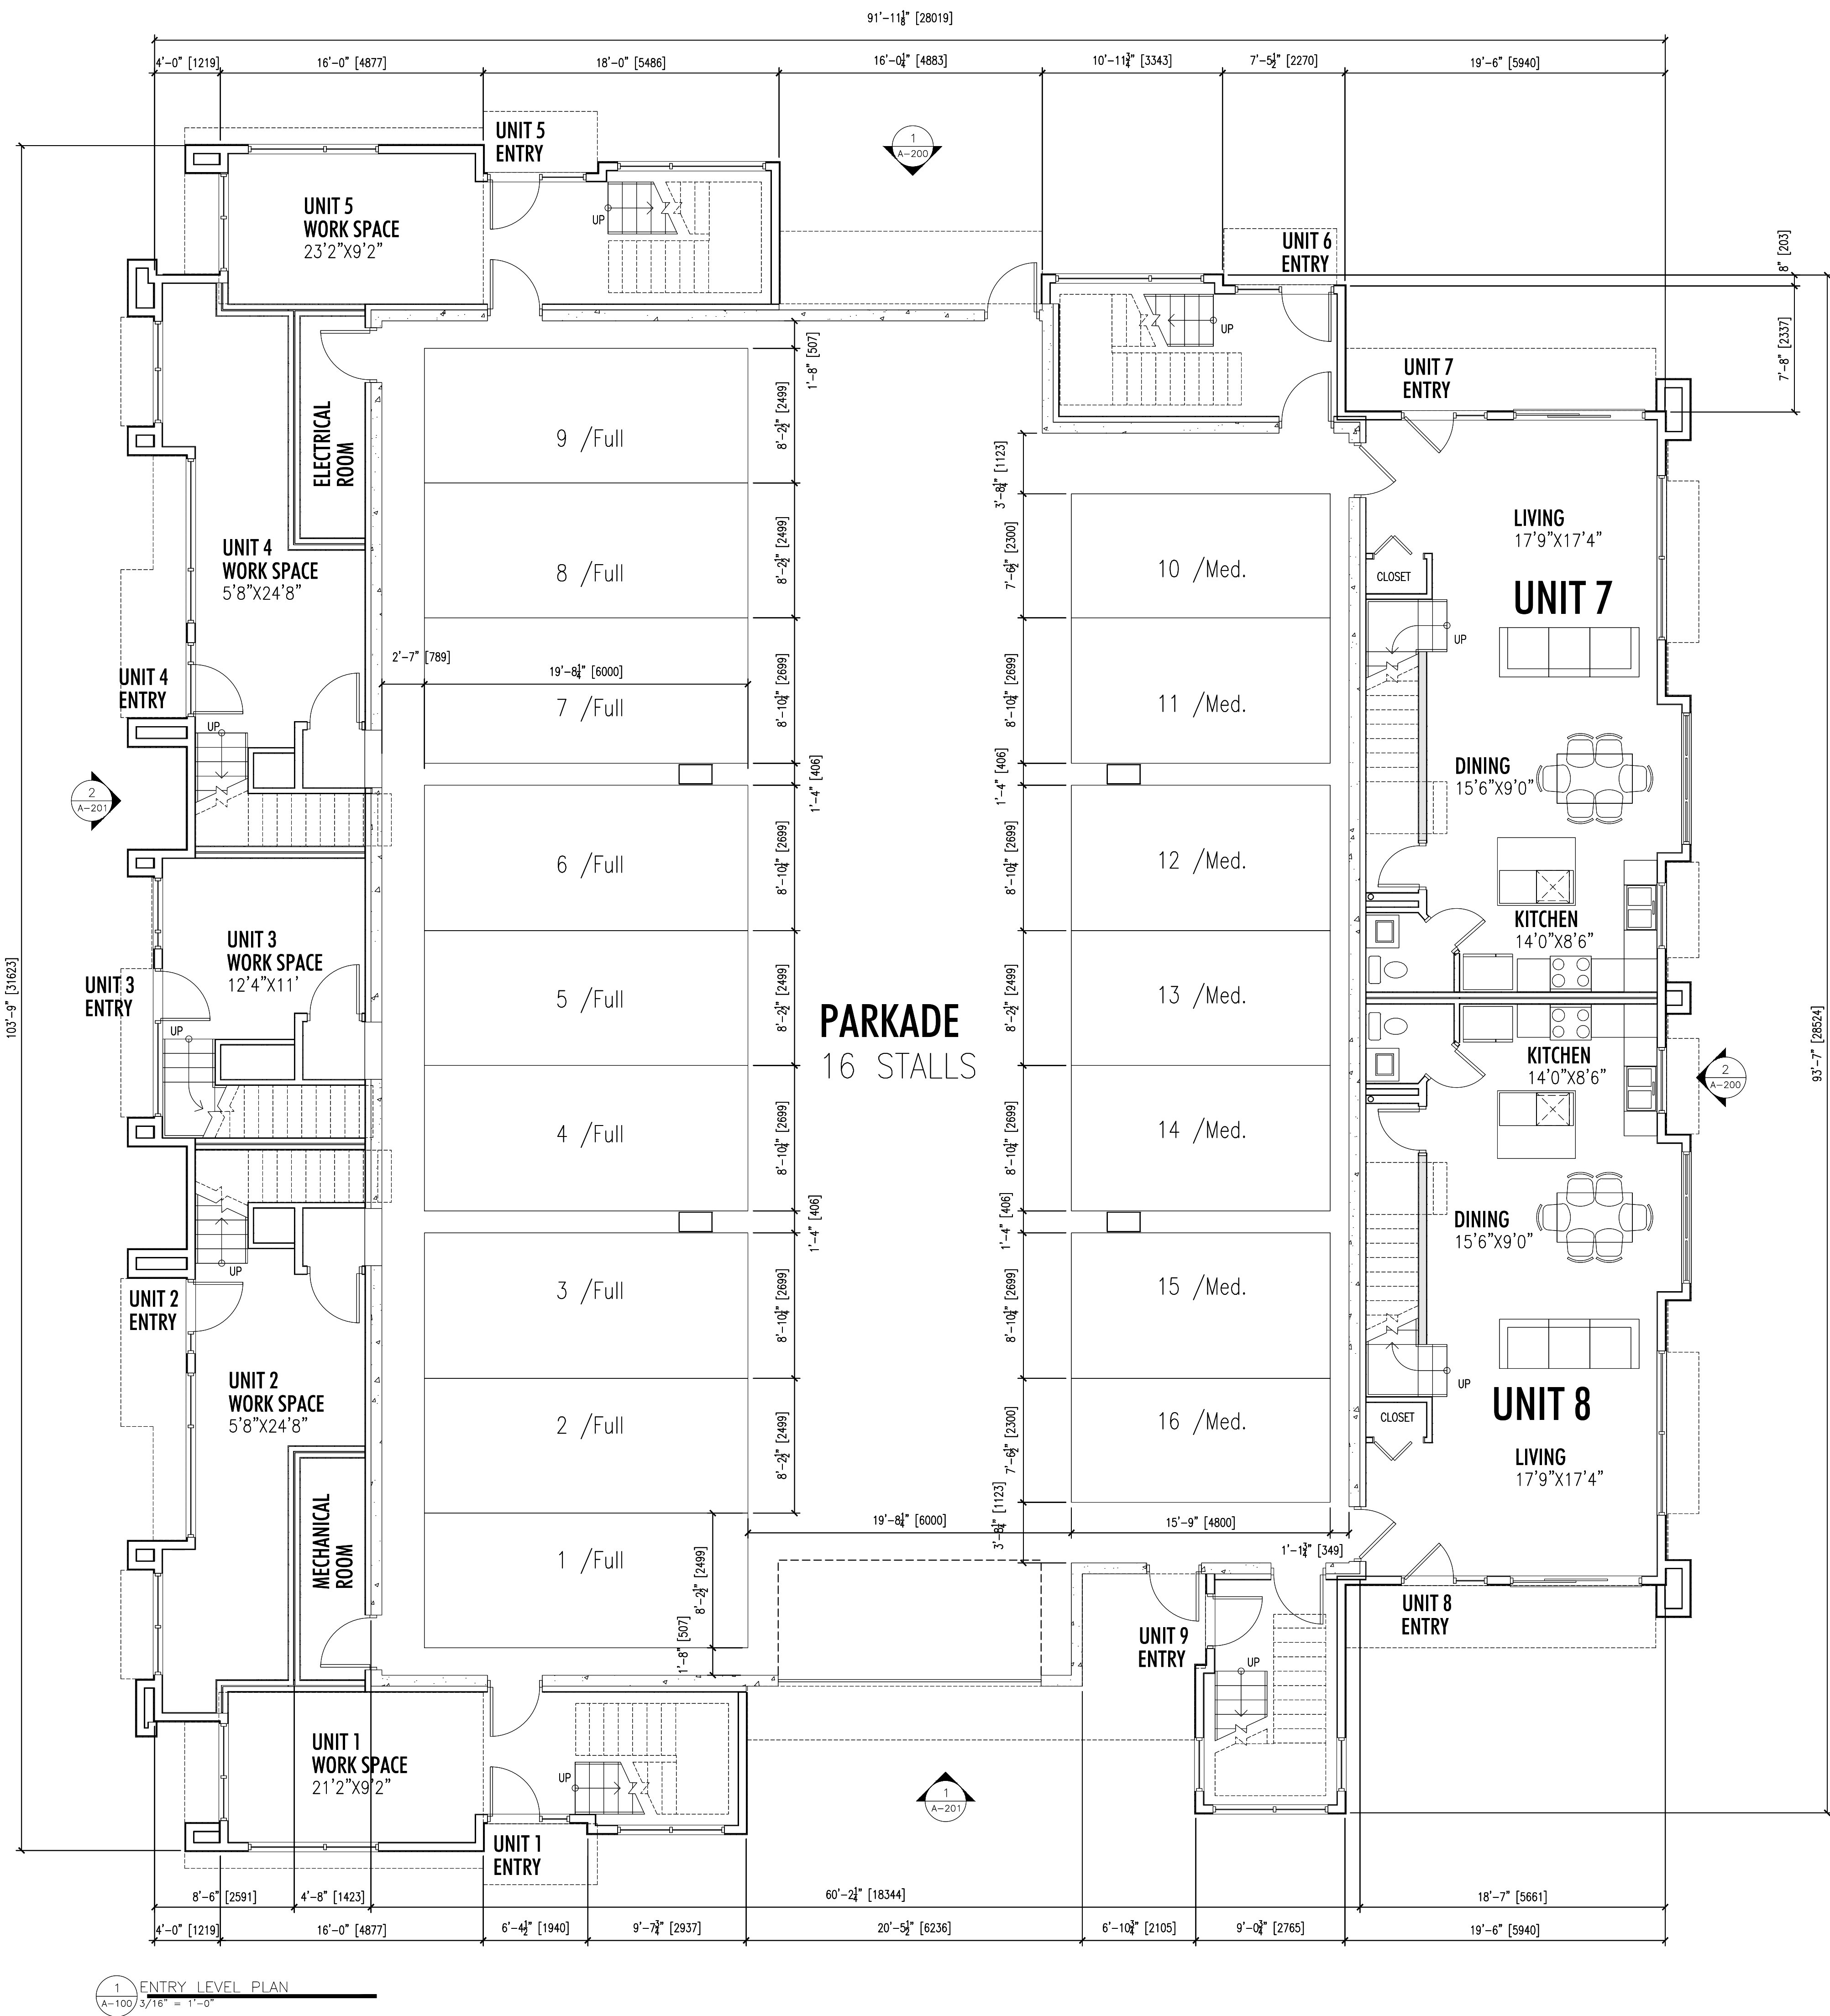 91'-11⅛" [28019]
4'-0" [1219]
16'-0" [4877]
18'-0" [5486]
16'-0¼" [4883]
10'-11¾" [3343]
7'-5½" [2270]
19'-6" [5940]
UNIT 5
ENTRY
1
A-200
UNIT 5
WORK SPACE
23'2"X9'2"
UP
UNIT 6
ENTRY
8" [203]
UP
7'-8" [2337]
1'-8" [507]
UNIT 7
ENTRY
ELECTRICAL
ROOM
9 /Full
8'-2½" [2499]
3'-8¼" [1123]
LIVING
17'9"X17'4"
UNIT 4
WORK SPACE
5'8"X24'8"
8 /Full
8'-2½" [2499]
7'-6½" [2300]
10 /Med.
CLOSET
UNIT 7
UP
UNIT 4
ENTRY
2'-7" [789]
19'-8¼" [6000]
7 /Full
8'-10¼" [2699]
8'-10¼" [2699]
11 /Med.
UP
1'-4" [406]
1'-4" [406]
DINING
15'6"X9'0"
2
A-201
6 /Full
8'-10¼" [2699]
8'-10¼" [2699]
12 /Med.
UNIT 3
WORK SPACE
12'4"X11'
KITCHEN
14'0"X8'6"
103'-9" [31623]
UNIT 3
ENTRY
5 /Full
8'-2½" [2499]
PARKADE
16 STALLS
8'-2½" [2499]
13 /Med.
UP
93'-7" [28524]
KITCHEN
14'0"X8'6"
2
A-200
4 /Full
8'-10¼" [2699]
8'-10¼" [2699]
14 /Med.
1'-4" [406]
1'-4" [406]
DINING
15'6"X9'0"
UP
UNIT 2
ENTRY
3 /Full
8'-10¼" [2699]
8'-10¼" [2699]
15 /Med.
UNIT 2
WORK SPACE
5'8"X24'8"
UP
UNIT 8
2 /Full
8'-2½" [2499]
7'-6½" [2300]
16 /Med.
CLOSET
LIVING
17'9"X17'4"
MECHANICAL
ROOM
1 /Full
8'-2½" [2499]
19'-8¼" [6000]
3'-8¼" [1123]
15'-9" [4800]
1'-1¾" [349]
1'-8" [507]
UNIT 8
ENTRY
UNIT 9
ENTRY
UP
UNIT 1
WORK SPACE
21'2"X9'2"
UP
1
A-201
UNIT 1
ENTRY
8'-6" [2591]
4'-8" [1423]
60'-2¼" [18344]
18'-7" [5661]
4'-0" [1219]
16'-0" [4877]
6'-4½" [1940]
9'-7¾" [2937]
20'-5½" [6236]
6'-10¾" [2105]
9'-0¾" [2765]
19'-6" [5940]
1
A-100
ENTRY LEVEL PLAN
3/16" = 1'-0"